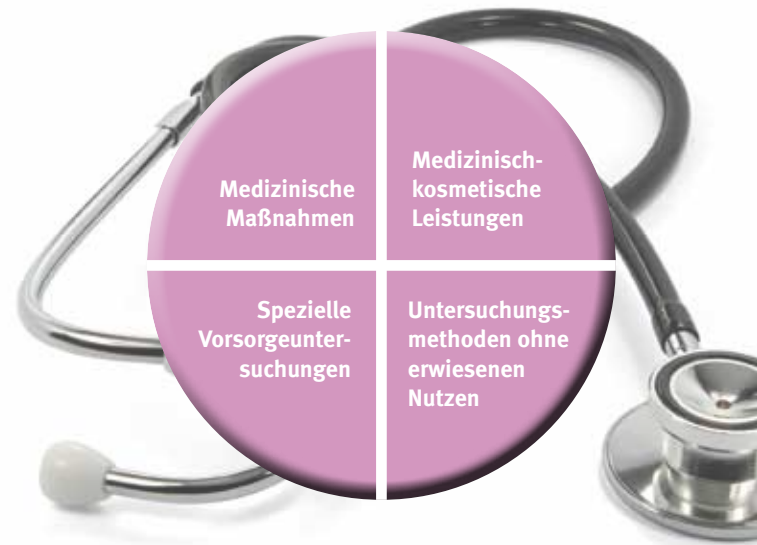 Medizinische
Maßnahmen
Medizinisch-
kosmetische
Leistungen
Spezielle
Vorsorgeunter-
suchungen
Untersuchungs-
methoden ohne
erwiesenen
Nutzen